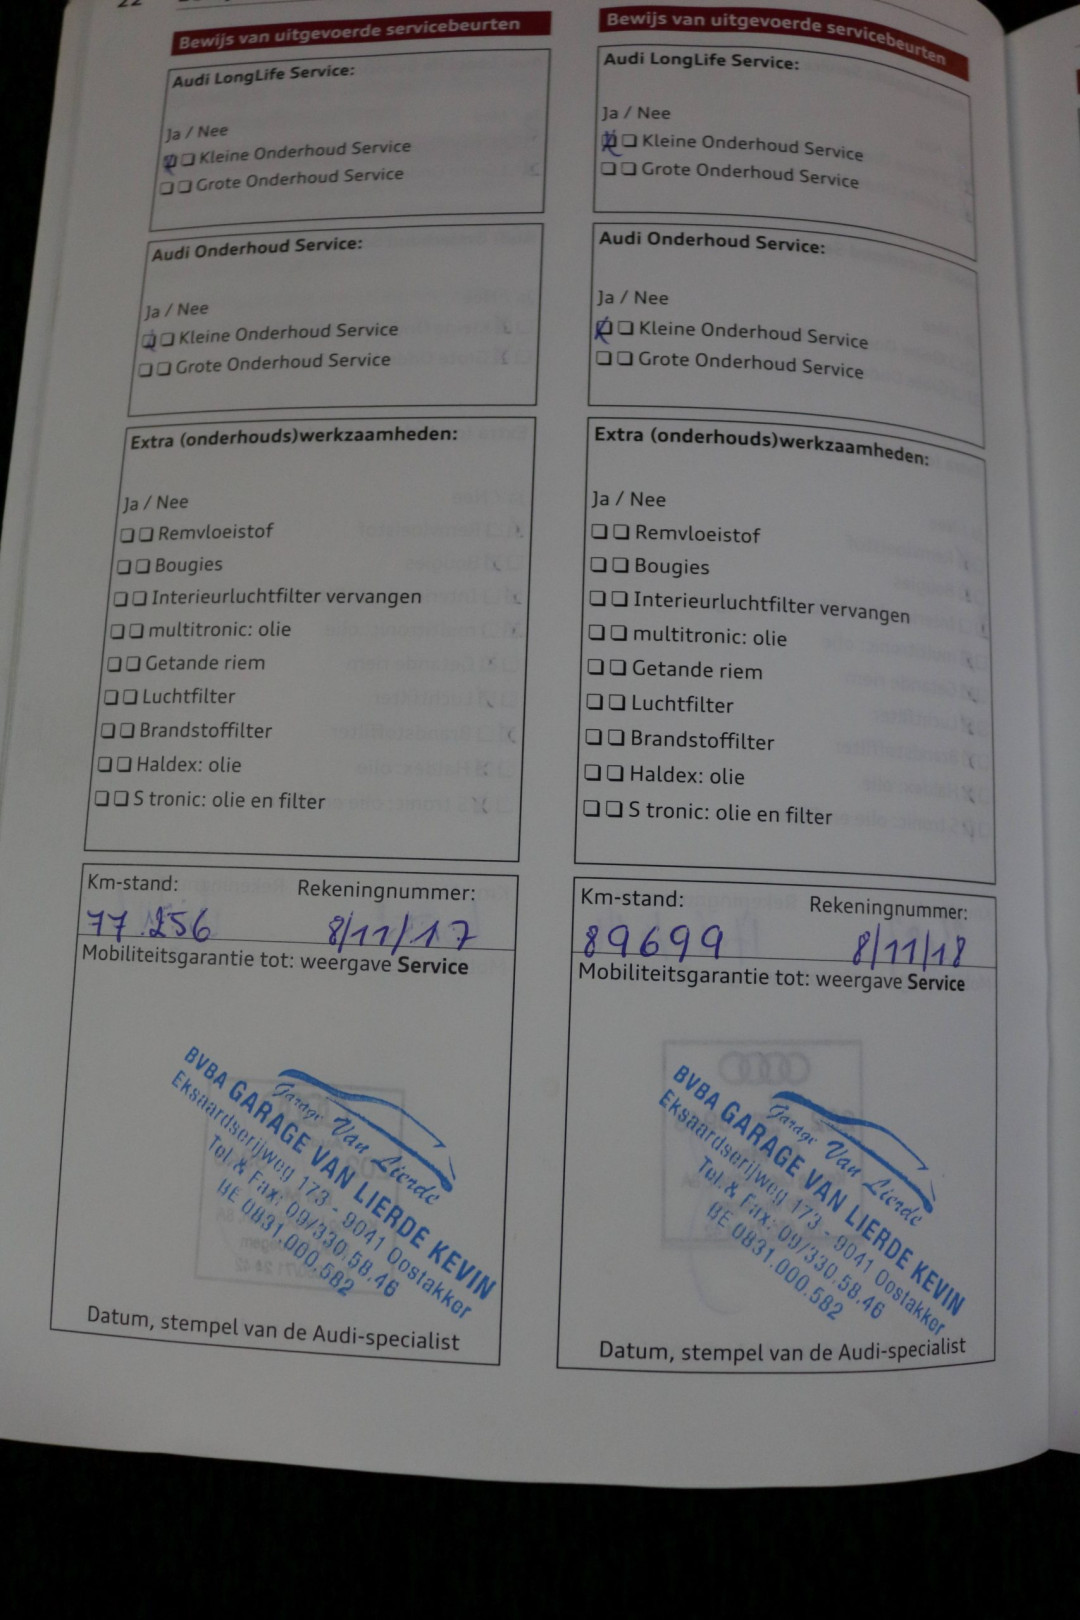 22
Bewijs van uitgevoerde servicebeurten
Audi LongLife Service:
Ja / Nee
Kleine Onderhoud Service
Grote Onderhoud Service
Audi Onderhoud Service:
Ja / Nee
Kleine Onderhoud Service
Grote Onderhoud Service
Extra (onderhouds)werkzaamheden:
Ja / Nee
Remvloeistof
Bougies
Interieurluchtfilter vervangen
multitronic: olie
Getande riem
Luchtfilter
Brandstoffilter
Haldex: olie
S tronic: olie en filter
Km-stand: Rekeningnummer:
77.256 8/11/17
Mobiliteitsgarantie tot: weergave Service
Garage Van Lierde
BVBA GARAGE VAN LIERDE KEVIN
Eksaardserijweg 173 - 9041 Oostakker
Tel.& Fax: 09/330.58.46
BE 0831.000.582
Datum, stempel van de Audi-specialist
Bewijs van uitgevoerde servicebeurten
Audi LongLife Service:
Ja / Nee
Kleine Onderhoud Service
Grote Onderhoud Service
Audi Onderhoud Service:
Ja / Nee
Kleine Onderhoud Service
Grote Onderhoud Service
Extra (onderhouds)werkzaamheden:
Ja / Nee
Remvloeistof
Bougies
Interieurluchtfilter vervangen
multitronic: olie
Getande riem
Luchtfilter
Brandstoffilter
Haldex: olie
S tronic: olie en filter
Km-stand: Rekeningnummer:
89699 8/11/18
Mobiliteitsgarantie tot: weergave Service
Garage Van Lierde
BVBA GARAGE VAN LIERDE KEVIN
Eksaardserijweg 173 - 9041 Oostakker
Tel.& Fax: 09/330.58.46
BE 0831.000.582
Datum, stempel van de Audi-specialist